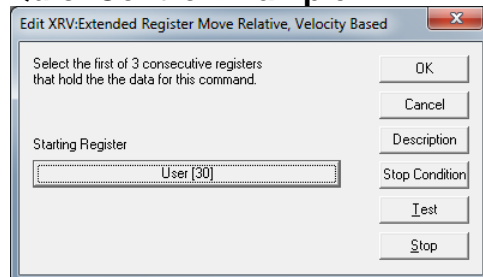 Edit XRV:Extended Register Move Relative, Velocity Based
Select the first of 3 consecutive registers
that hold the the data for this command.
OK
Cancel
Starting Register
Description
User [30]
Stop Condition
Test
Stop